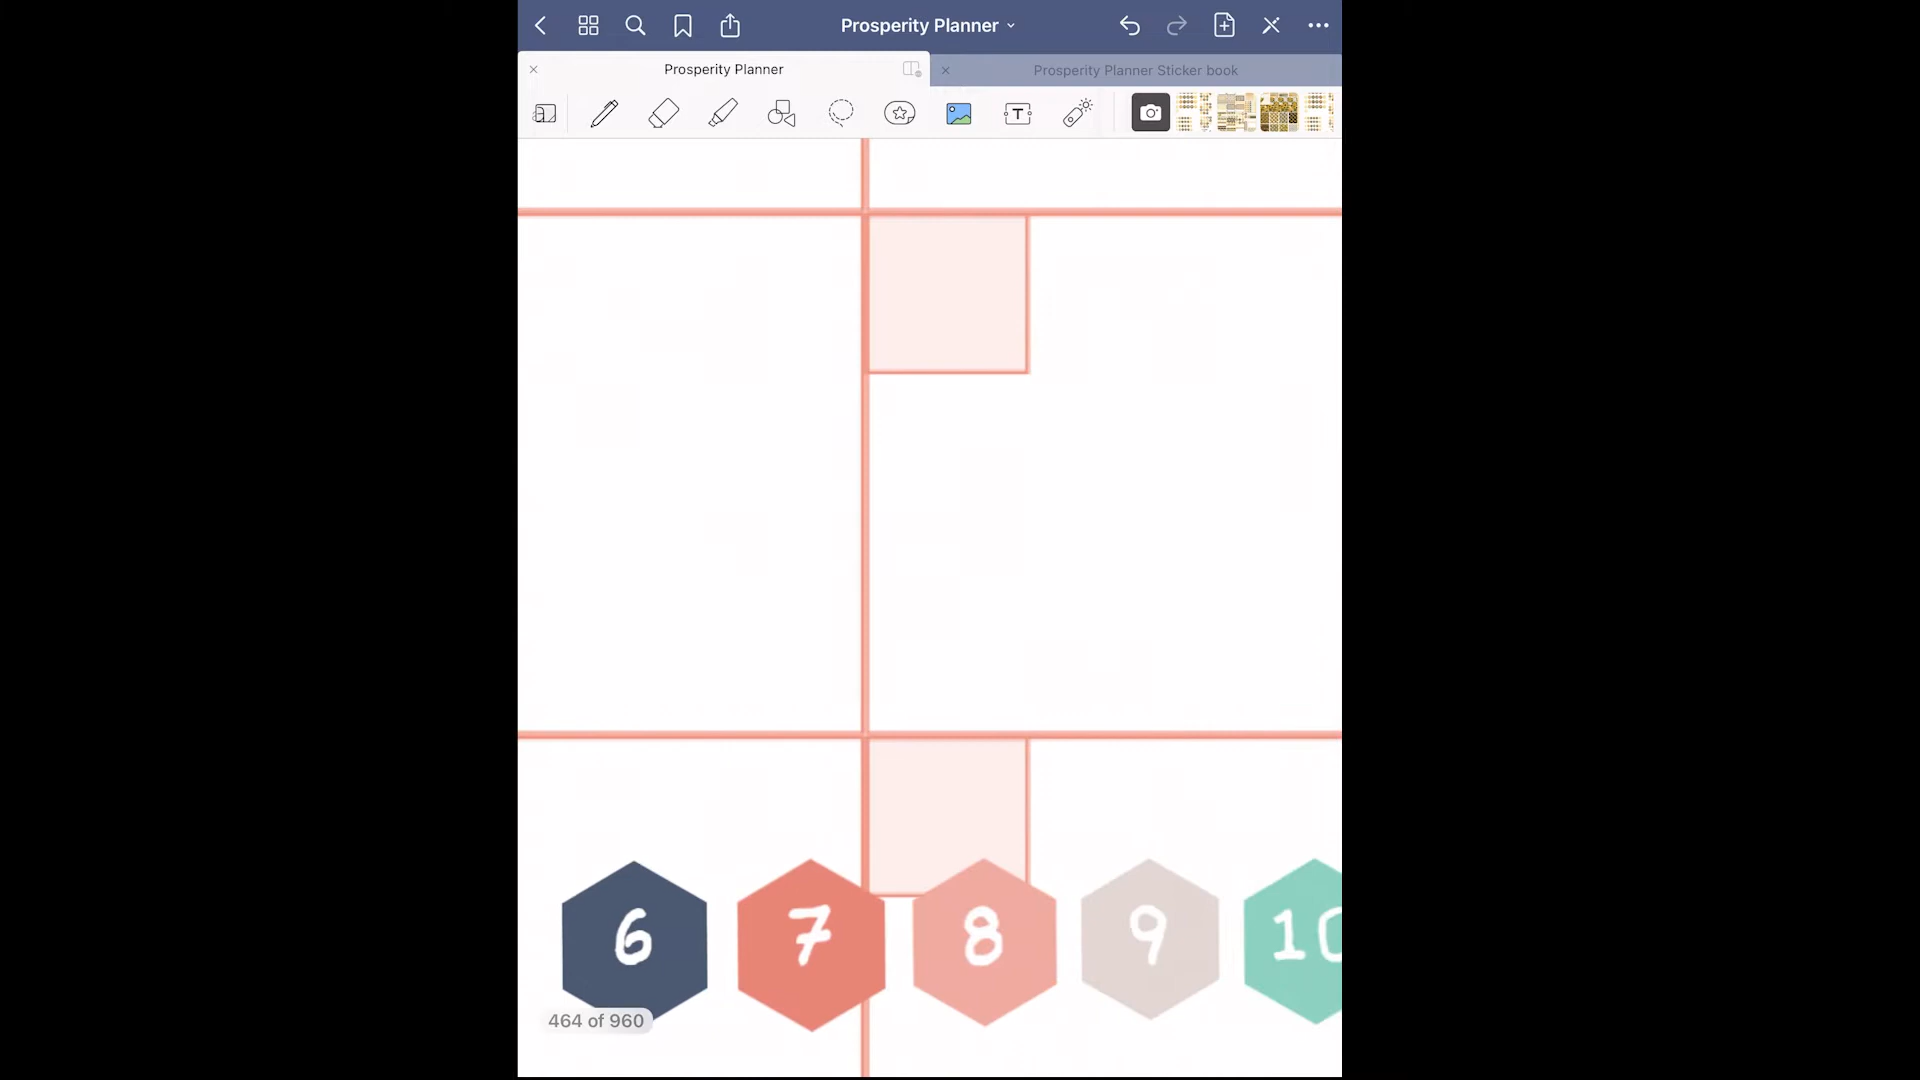 Prosperity Planner
Prosperity Planner
Prosperity Planner Sticker book
T
6 7 8 9 10
464 of 960